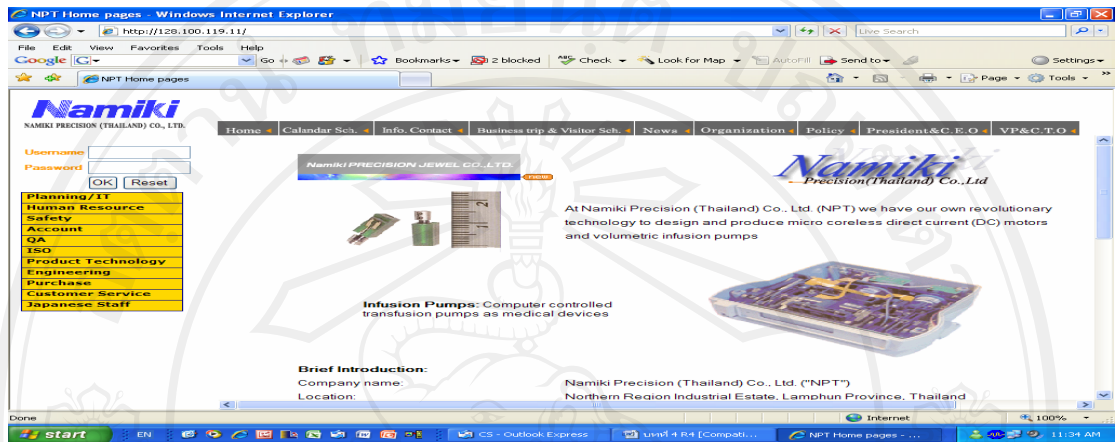 NPT Home pages - Windows Internet Explorer
http://128.100.119.11/
Live Search
File Edit View Favorites Tools Help
Google G Go Bookmarks 2 blocked Check Look for Map AutoFill Send to Settings
NPT Home pages
Page Tools
Namiki
NAMIKI PRECISION (THAILAND) CO., LTD.
Home Calandar Sch. Info. Contact Business trip & Visitor Sch. News Organization Policy President&C.E.O VP&C.T.O
Username
Password
OK Reset
Planning/IT
Human Resource
Safety
Account
QA
ISO
Product Technology
Engineering
Purchase
Customer Service
Japanese Staff
Namiki PRECISION JEWEL CO.,LTD.
new
Namiki
Precision(Thailand) Co.,Ltd
At Namiki Precision (Thailand) Co., Ltd. (NPT) we have our own revolutionary
technology to design and produce micro coreless direct current (DC) motors
and volumetric infusion pumps
Infusion Pumps: Computer controlled
transfusion pumps as medical devices
Brief Introduction:
Company name: Namiki Precision (Thailand) Co., Ltd. ("NPT")
Location: Northern Region Industrial Estate, Lamphun Province, Thailand
Done Internet 100%
start EN CS - Outlook Express บทที่ 4 R4 [Compati... NPT Home pages - ... 11:34 AM